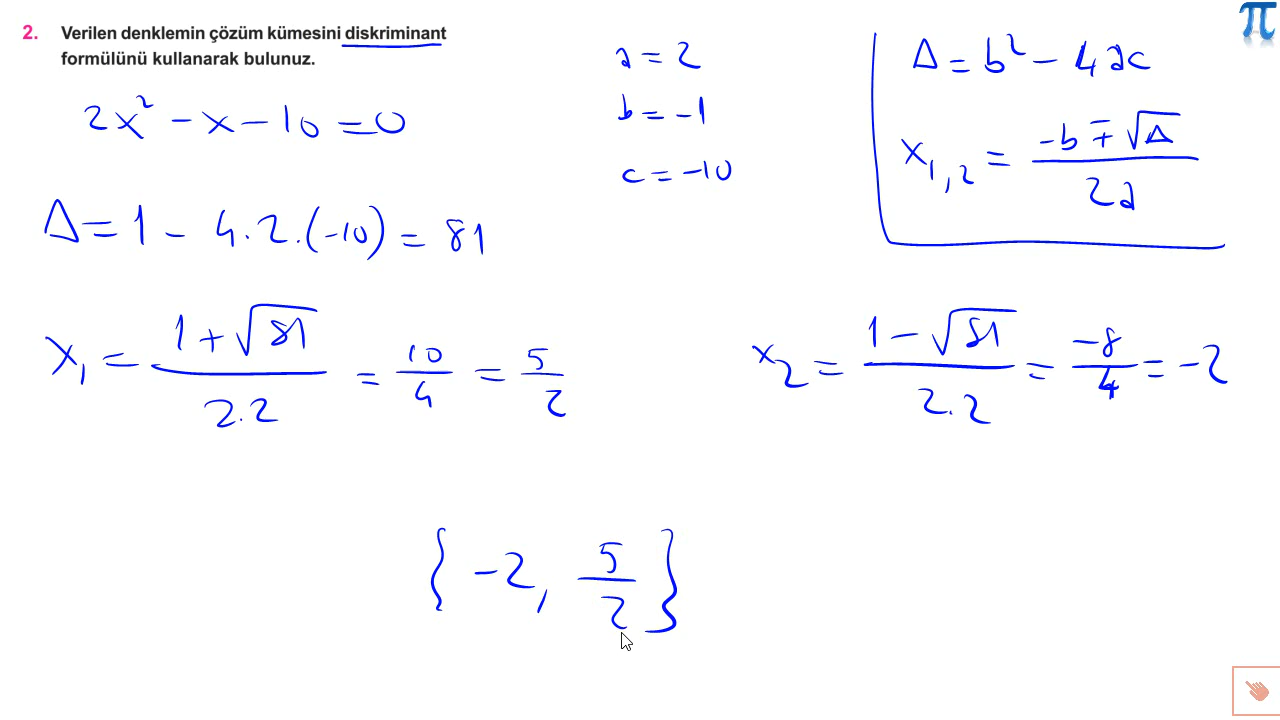 2. Verilen denklemin çözüm kümesini diskriminant
formülünü kullanarak bulunuz.
2x² - x - 10 = 0
a = 2
b = -1
c = -10
Δ = b² - 4ac
x₁,₂ = (-b ∓ √Δ) / 2a
Δ = 1 - 4.2.(-10) = 81
x₁ = (1 + √81) / 2.2 = 10/4 = 5/2
x₂ = (1 - √81) / 2.2 = -8/4 = -2
{ -2, 5/2 }
π